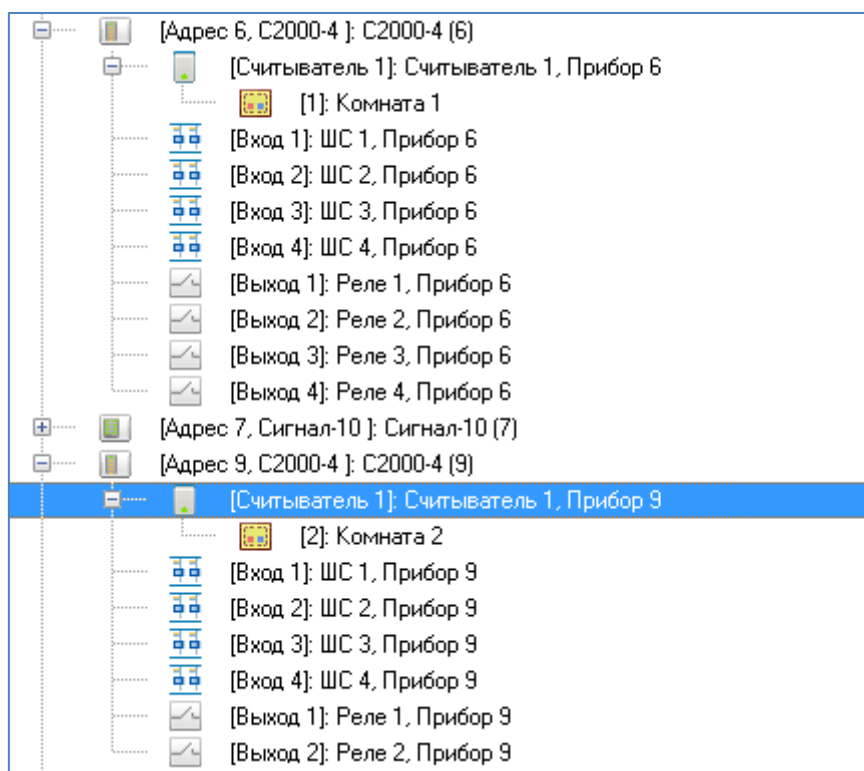 [Адрес 6, С2000-4 ]: С2000-4 (6)
[Считыватель 1]: Считыватель 1, Прибор 6
[1]: Комната 1
[Вход 1]: ШС 1, Прибор 6
[Вход 2]: ШС 2, Прибор 6
[Вход 3]: ШС 3, Прибор 6
[Вход 4]: ШС 4, Прибор 6
[Выход 1]: Реле 1, Прибор 6
[Выход 2]: Реле 2, Прибор 6
[Выход 3]: Реле 3, Прибор 6
[Выход 4]: Реле 4, Прибор 6
[Адрес 7, Сигнал-10 ]: Сигнал-10 (7)
[Адрес 9, С2000-4 ]: С2000-4 (9)
[Считыватель 1]: Считыватель 1, Прибор 9
[2]: Комната 2
[Вход 1]: ШС 1, Прибор 9
[Вход 2]: ШС 2, Прибор 9
[Вход 3]: ШС 3, Прибор 9
[Вход 4]: ШС 4, Прибор 9
[Выход 1]: Реле 1, Прибор 9
[Выход 2]: Реле 2, Прибор 9